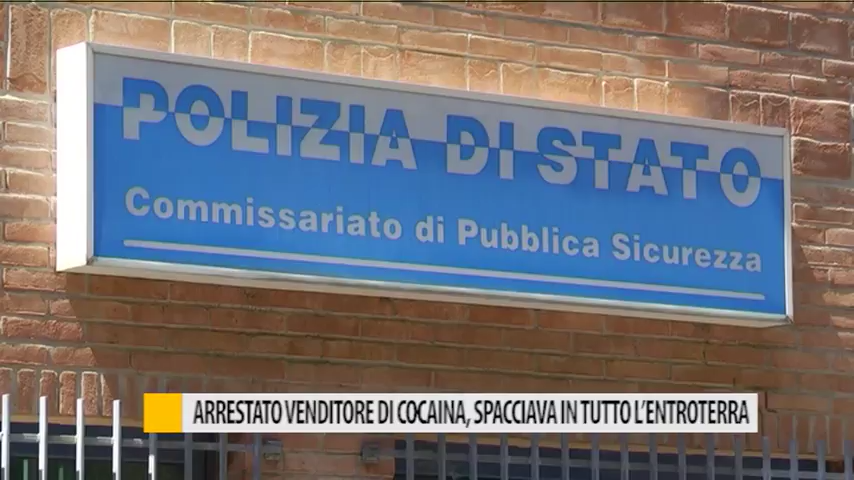 POLIZIA DI STATO
Commissariato di Pubblica Sicurezza
ARRESTATO VENDITORE DI COCAINA, SPACCIAVA IN TUTTO L'ENTROTERRA